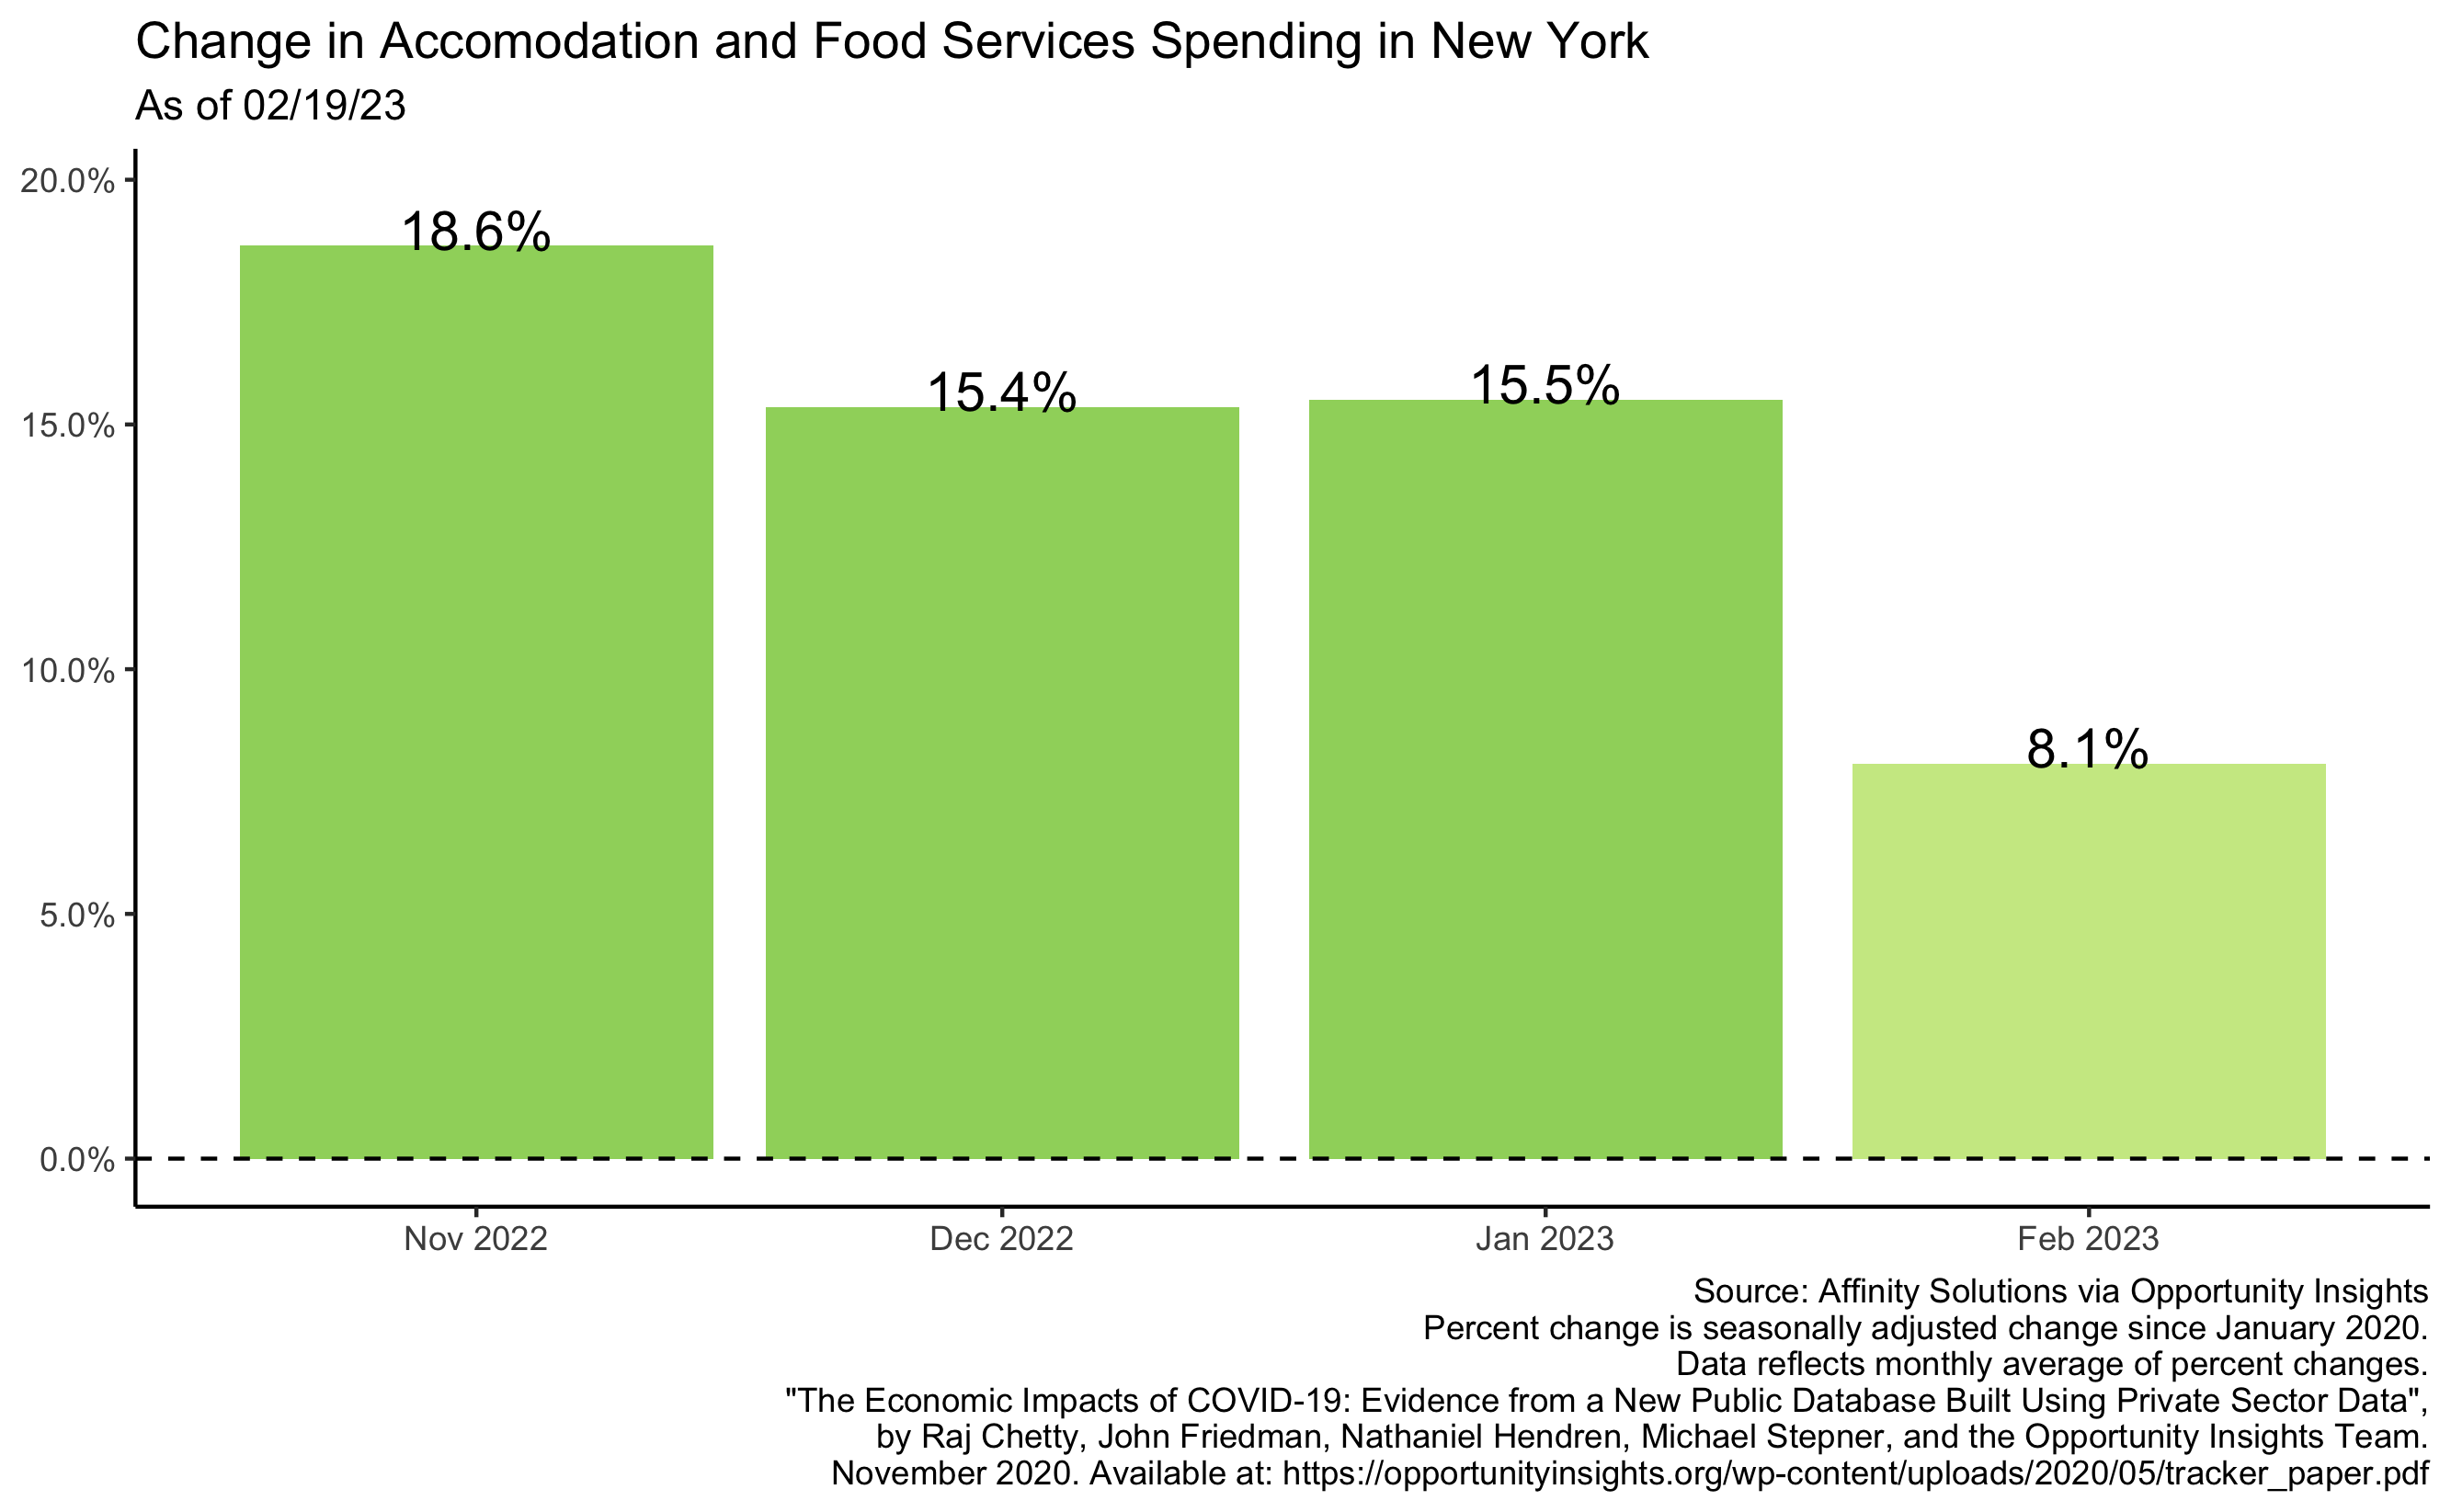 Change in Accomodation and Food Services Spending in New York
As of 02/19/23
20.0%
15.0%
10.0%
5.0%
0.0%
18.6%
15.4%
15.5%
8.1%
Nov 2022
Dec 2022
Jan 2023
Feb 2023
Source: Affinity Solutions via Opportunity Insights
Percent change is seasonally adjusted change since January 2020.
Data reflects monthly average of percent changes.
"The Economic Impacts of COVID-19: Evidence from a New Public Database Built Using Private Sector Data",
by Raj Chetty, John Friedman, Nathaniel Hendren, Michael Stepner, and the Opportunity Insights Team.
November 2020. Available at: https://opportunityinsights.org/wp-content/uploads/2020/05/tracker_paper.pdf